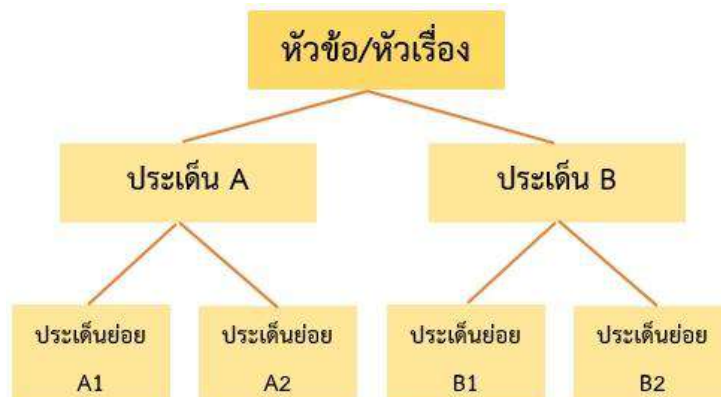 หัวข้อ/หัวเรื่อง
ประเด็น A
ประเด็น B
ประเด็นย่อย
A1
ประเด็นย่อย
A2
ประเด็นย่อย
B1
ประเด็นย่อย
B2